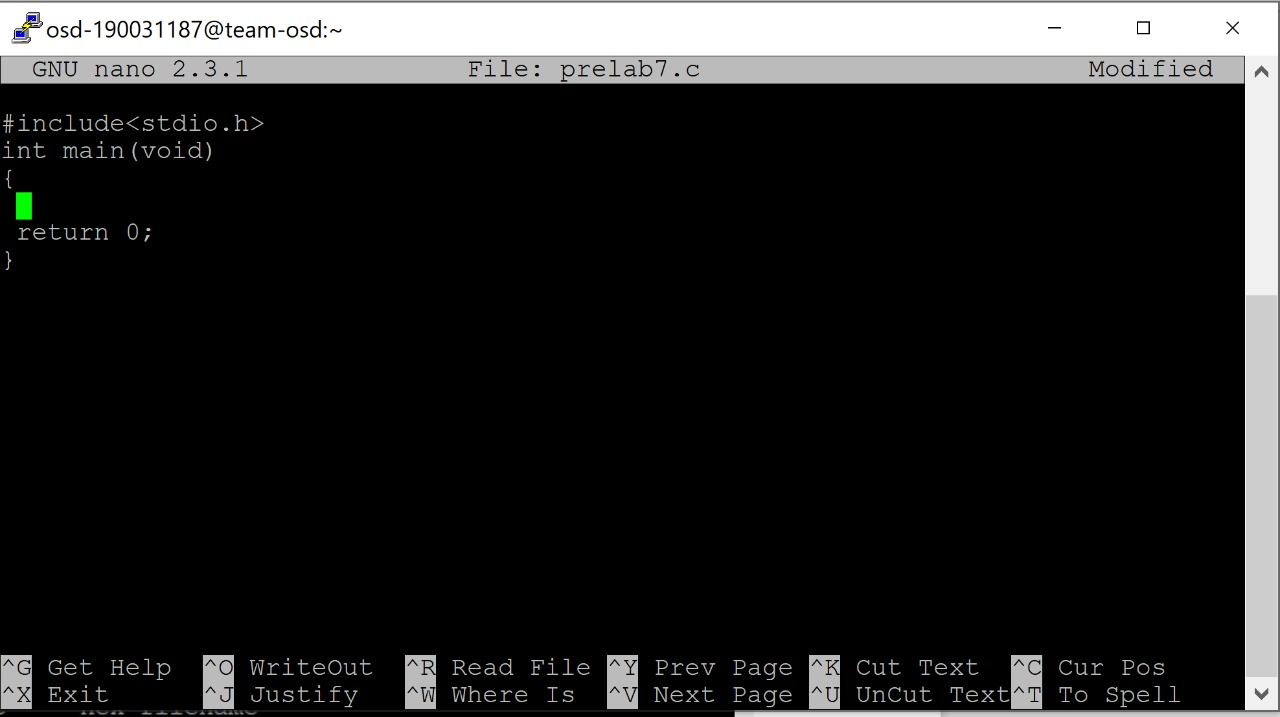 osd-190031187@team-osd:~
GNU nano 2.3.1 File: prelab7.c Modified
#include<stdio.h>
int main(void)
{
return 0;
}
^G Get Help ^O WriteOut ^R Read File ^Y Prev Page ^K Cut Text ^C Cur Pos
^X Exit ^J Justify ^W Where Is ^V Next Page ^U UnCut Text ^T To Spell